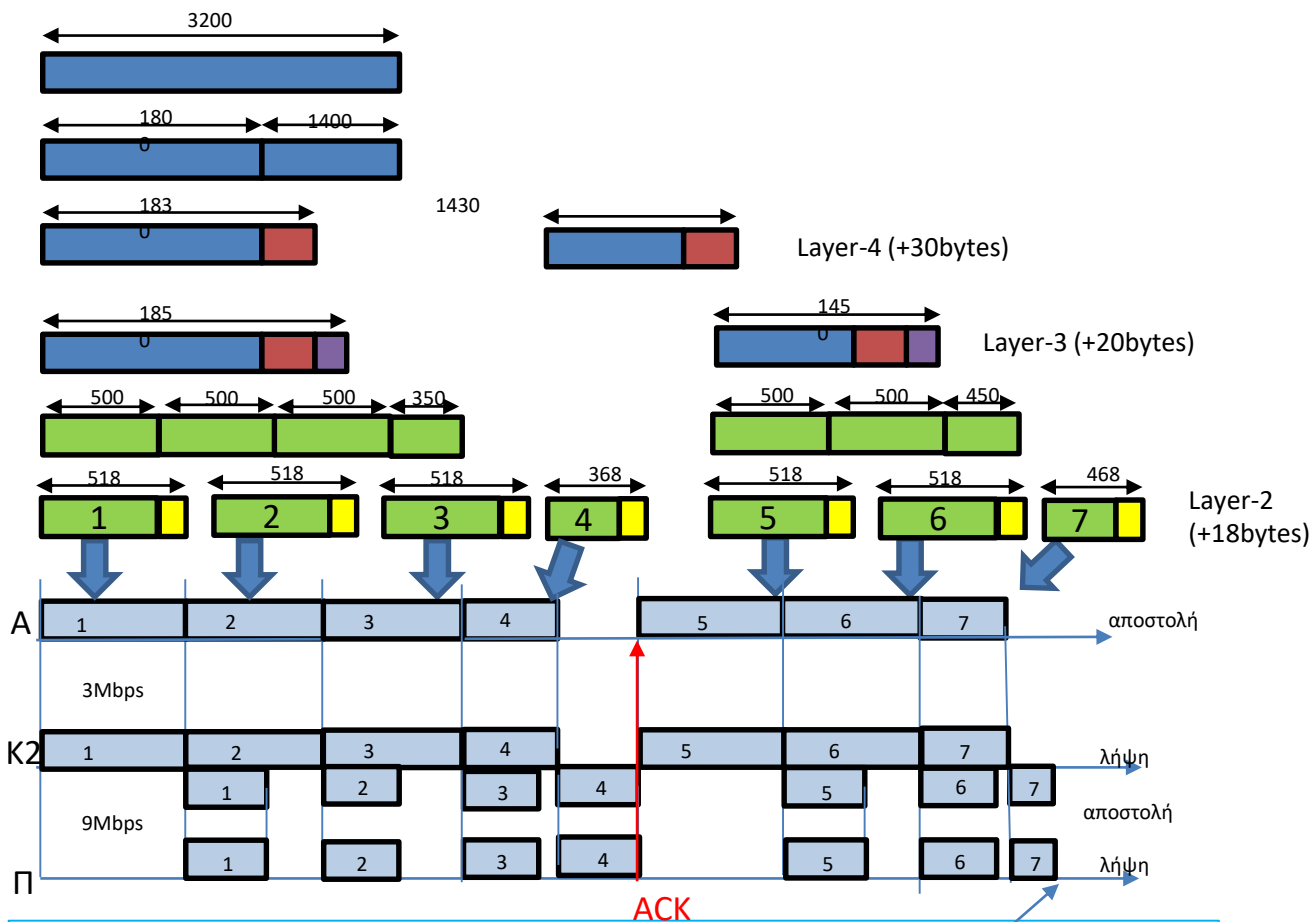 3200
180
0
1400
183
0
1430
Layer-4 (+30bytes)
185
0
145
0
Layer-3 (+20bytes)
500 500 500 350 500 500 450
518 518 518 368 518 518 468
1 2 3 4 5 6 7
Layer-2
(+18bytes)
A 1 2 3 4 5 6 7 αποστολή
3Mbps
K2 1 2 3 4 5 6 7 λήψη
1 2 3 4 5 6 7
9Mbps αποστολή
Π 1 2 3 4 5 6 7 λήψη
ACK